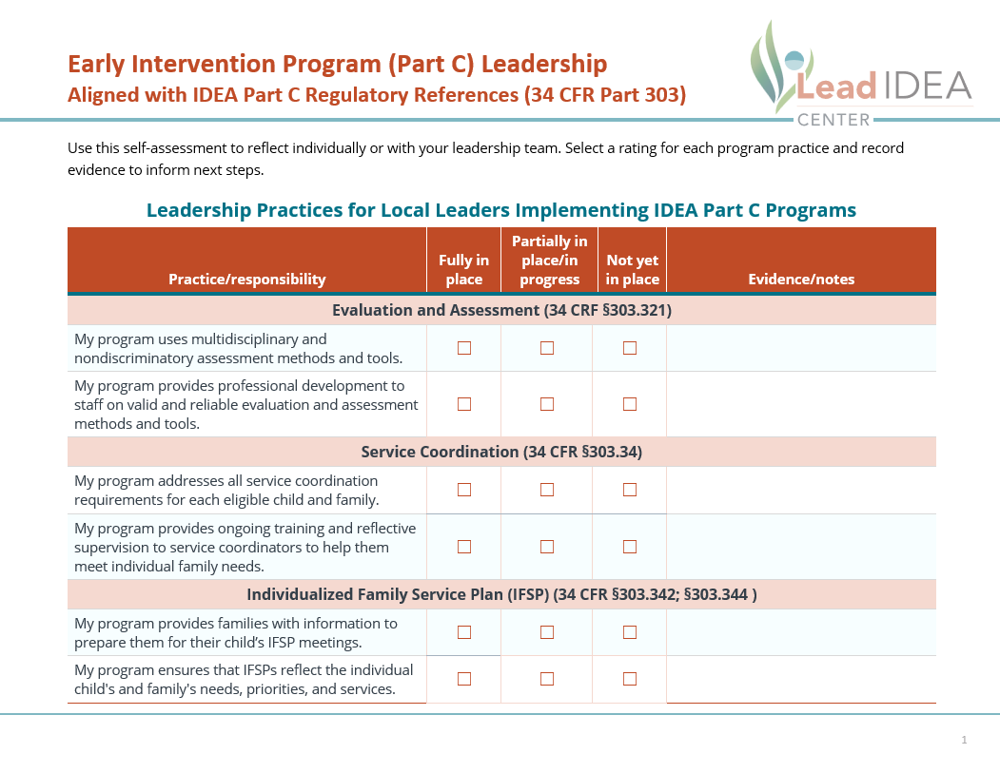 Early Intervention Program (Part C) Leadership
Aligned with IDEA Part C Regulatory References (34 CFR Part 303)
Lead IDEA
CENTER
Use this self-assessment to reflect individually or with your leadership team. Select a rating for each program practice and record
evidence to inform next steps.
Leadership Practices for Local Leaders Implementing IDEA Part C Programs
Practice/responsibility
Fully in
place
Partially in
place/in
progress
Not yet
in place
Evidence/notes
Evaluation and Assessment (34 CRF §303.321)
My program uses multidisciplinary and
nondiscriminatory assessment methods and tools.
My program provides professional development to
staff on valid and reliable evaluation and assessment
methods and tools.
Service Coordination (34 CFR §303.34)
My program addresses all service coordination
requirements for each eligible child and family.
My program provides ongoing training and reflective
supervision to service coordinators to help them
meet individual family needs.
Individualized Family Service Plan (IFSP) (34 CFR §303.342; §303.344 )
My program provides families with information to
prepare them for their child’s IFSP meetings.
My program ensures that IFSPs reflect the individual
child's and family's needs, priorities, and services.
1